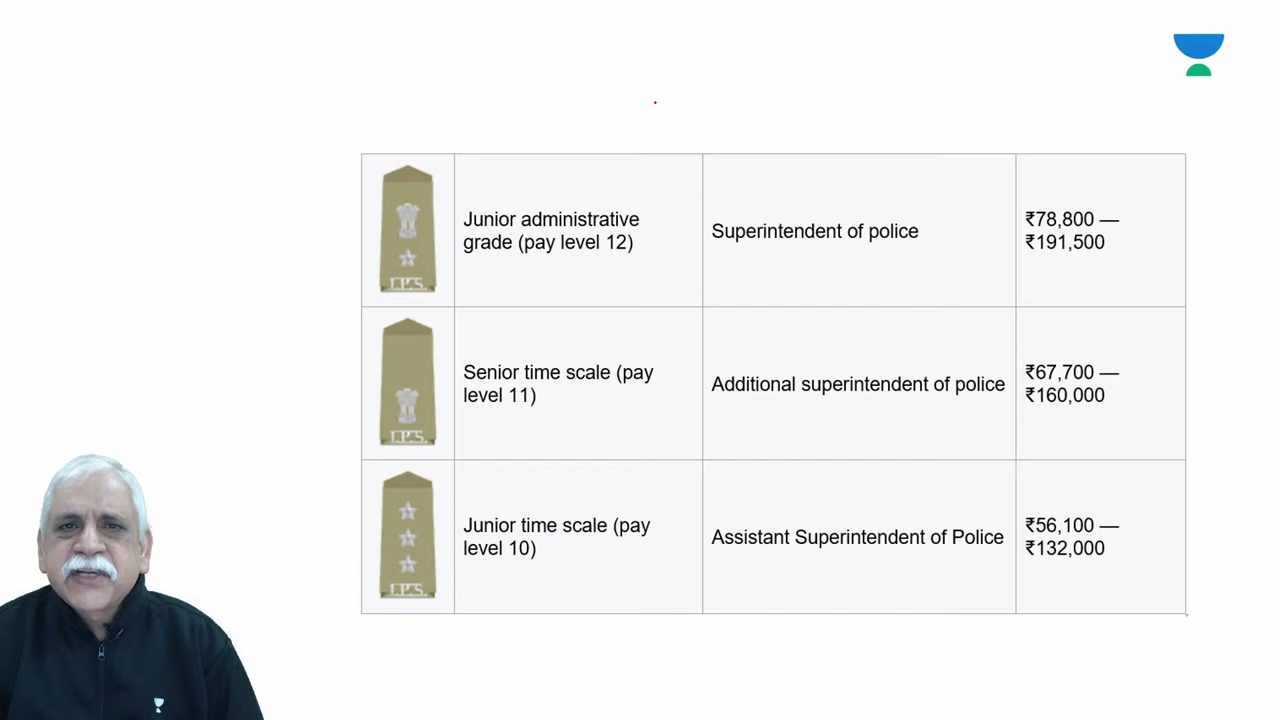 Junior administrative
grade (pay level 12)
Superintendent of police
₹78,800 —
₹191,500
I.P.S.
Senior time scale (pay
level 11)
Additional superintendent of police
₹67,700 —
₹160,000
I.P.S.
Junior time scale (pay
level 10)
Assistant Superintendent of Police
₹56,100 —
₹132,000
I.P.S.